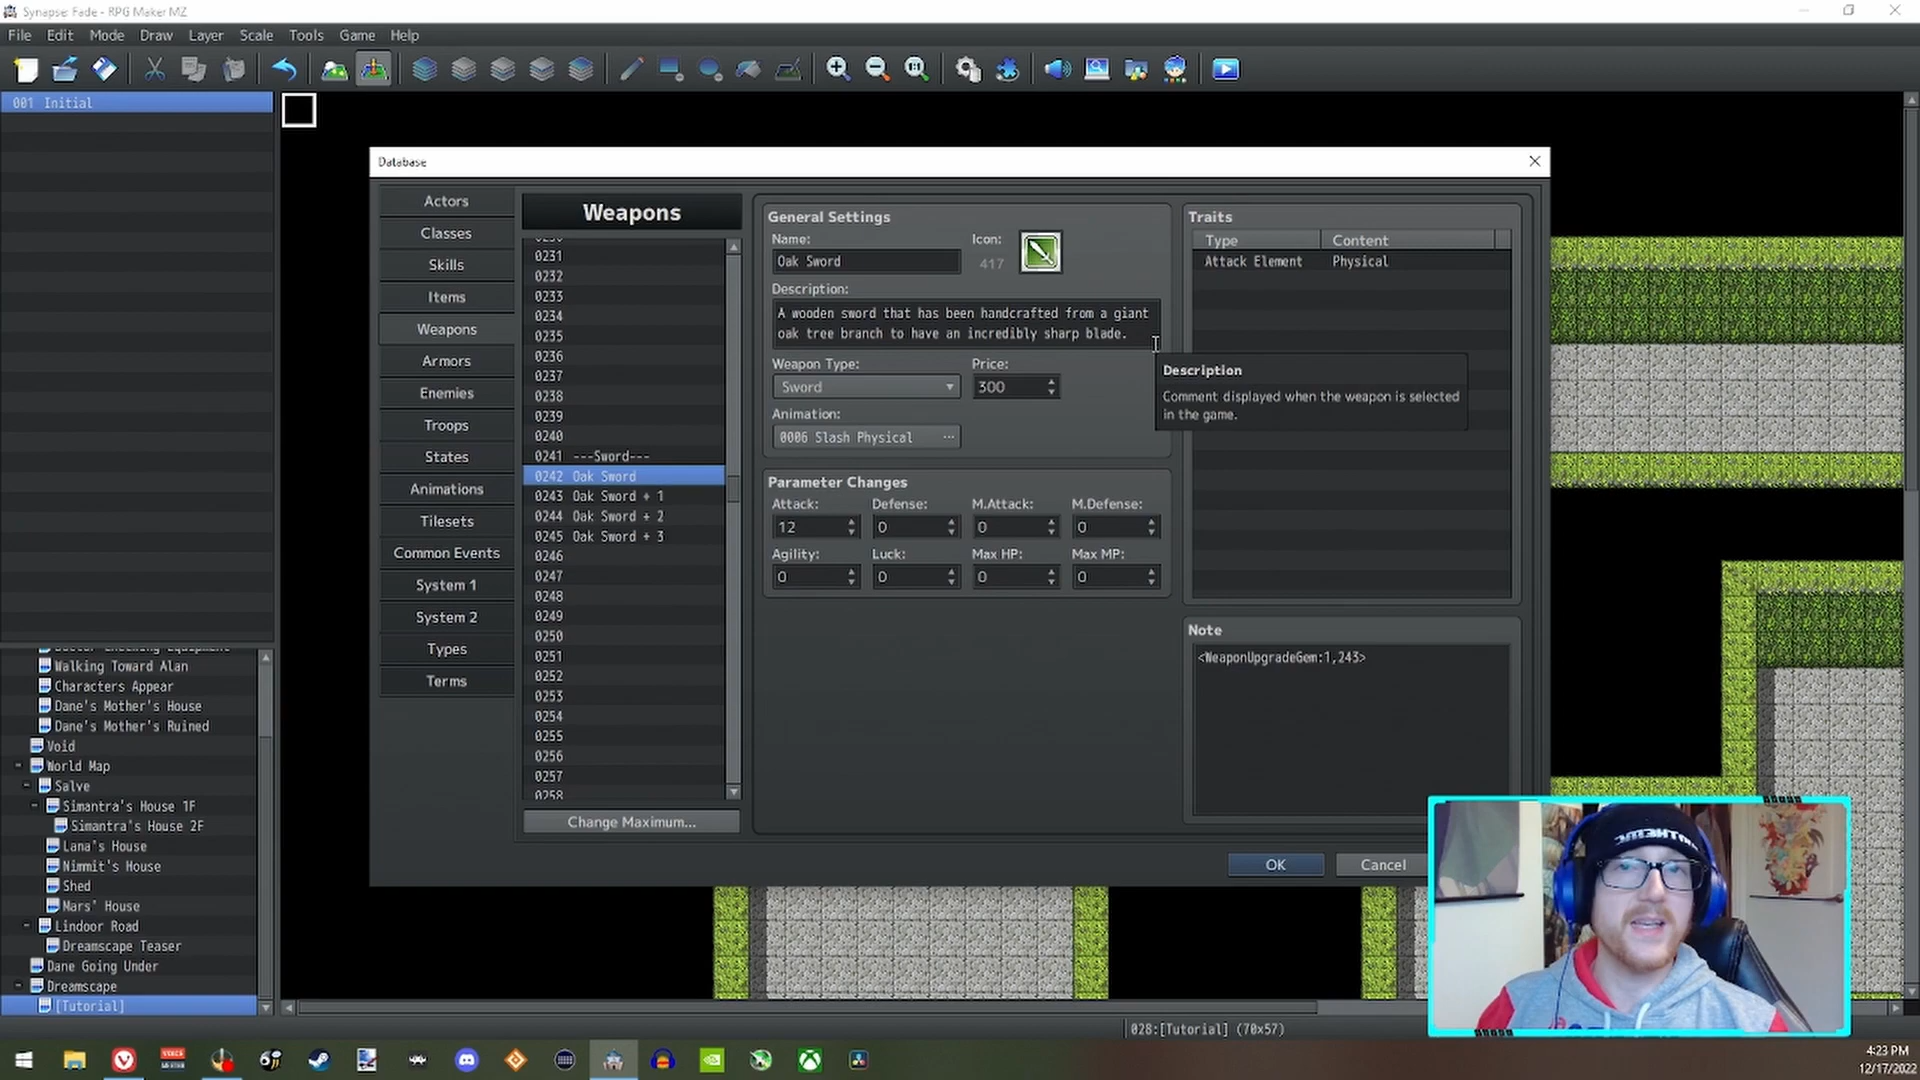 Synapse: Fade - RPG Maker MZ
File Edit Mode Draw Layer Scale Tools Game Help
001 Initial
Database
Actors
Classes
Skills
Items
Weapons
Armors
Enemies
Troops
States
Animations
Tilesets
Common Events
System 1
System 2
Types
Terms
Weapons
0231
0232
0233
0234
0235
0236
0237
0238
0239
0240
0241 ---Sword---
0242 Oak Sword
0243 Oak Sword + 1
0244 Oak Sword + 2
0245 Oak Sword + 3
0246
0247
0248
0249
0250
0251
0252
0253
0254
0255
0256
0257
0258
Change Maximum...
General Settings
Name:
Oak Sword
Icon:
417
Description:
A wooden sword that has been handcrafted from a giant
oak tree branch to have an incredibly sharp blade.
Weapon Type:
Sword
Price:
300
Animation:
0006 Slash Physical ...
Parameter Changes
Attack: Defense: M.Attack: M.Defense:
12 0 0 0
Agility: Luck: Max HP: Max MP:
0 0 0 0
Traits
Type Content
Attack Element Physical
Description
Comment displayed when the weapon is selected
in the game.
Note
<WeaponUpgradeGem:1,243>
OK
Cancel
Walking Toward Alan
Characters Appear
Dane's Mother's House
Dane's Mother's Ruined
Void
World Map
Salve
Simantra's House 1F
Simantra's House 2F
Lana's House
Nimmit's House
Shed
Mars' House
Lindoor Road
Dreamscape Teaser
Dane Going Under
Dreamscape
[Tutorial]
028:[Tutorial] (70x57)
4:23 PM
12/17/2022